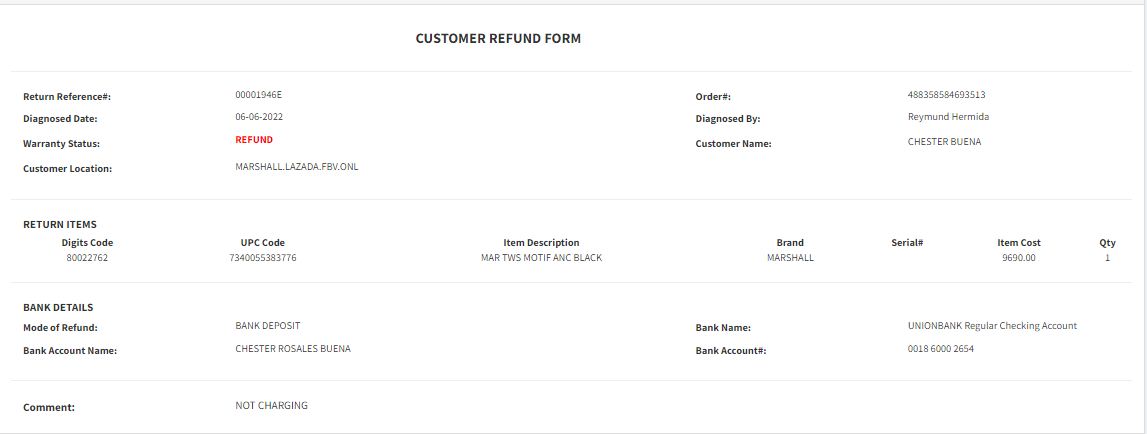 CUSTOMER REFUND FORM
Return Reference#: 00001946E Order#: 488358584693513
Diagnosed Date: 06-06-2022 Diagnosed By: Reymund Hermida
Warranty Status: REFUND Customer Name: CHESTER BUENA
Customer Location: MARSHALL.LAZADA.FBV.ONL
RETURN ITEMS
Digits Code UPC Code Item Description Brand Serial# Item Cost Qty
80022762 7340055383776 MAR TWS MOTIF ANC BLACK MARSHALL 9690.00 1
BANK DETAILS
Mode of Refund: BANK DEPOSIT Bank Name: UNIONBANK Regular Checking Account
Bank Account Name: CHESTER ROSALES BUENA Bank Account#: 0018 6000 2654
Comment: NOT CHARGING